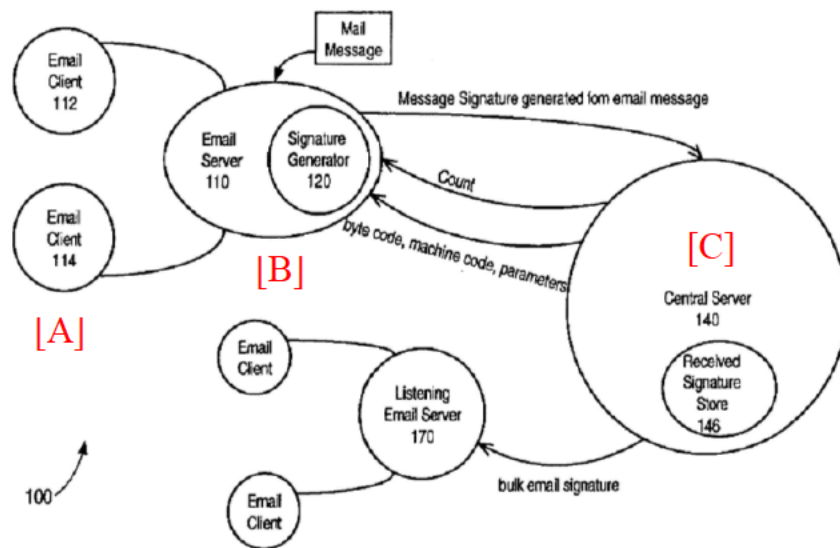 Mail
Message
Email
Client
112
Message Signature generated fom email message
Email
Server
110
Signature
Generator
120
Count
byte code, machine code, parameters
Email
Client
114
[A]
[B]
[C]
Central Server
140
Received
Signature
Store
146
Email
Client
Listening
Email Server
170
bulk email signature
Email
Client
100